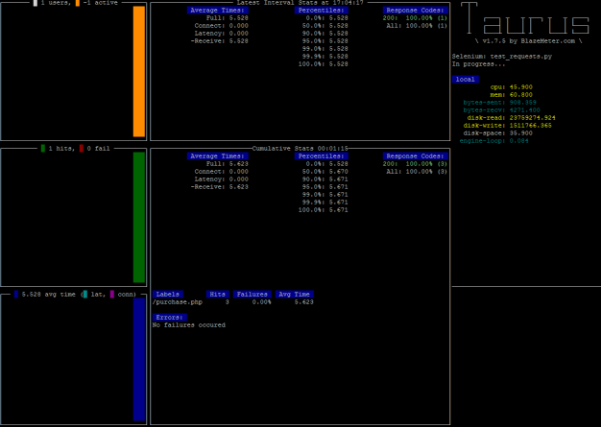 1 users, -1 active
Latest Interval Stats at 17:04:17
Average Times: Percentiles: Response Codes:
Full: 5.528 0.0%: 5.528 200: 100.00% (1)
Connect: 0.000 50.0%: 5.528 All: 100.00% (1)
Latency: 0.000 90.0%: 5.528
~Receive: 5.528 95.0%: 5.528
99.0%: 5.528
99.9%: 5.528
100.0%: 5.528
v1.7.5 by BlazeMeter.com
Selenium: test_requests.py
In progress...
local
cpu: 45.900
mem: 60.800
bytes-sent: 908.359
bytes-recv: 4271.400
disk-read: 23759274.924
disk-write: 1511766.365
disk-space: 35.900
engine-loop: 0.084
1 hits, 0 fail
Cumulative Stats 00:01:15
Average Times: Percentiles: Response Codes:
Full: 5.623 0.0%: 5.528 200: 100.00% (3)
Connect: 0.000 50.0%: 5.670 All: 100.00% (3)
Latency: 0.000 90.0%: 5.671
~Receive: 5.623 95.0%: 5.671
99.0%: 5.671
99.9%: 5.671
100.0%: 5.671
5.528 avg time ( lat, conn)
Labels Hits Failures Avg Time
/purchase.php 3 0.00% 5.623
Errors:
No failures occured